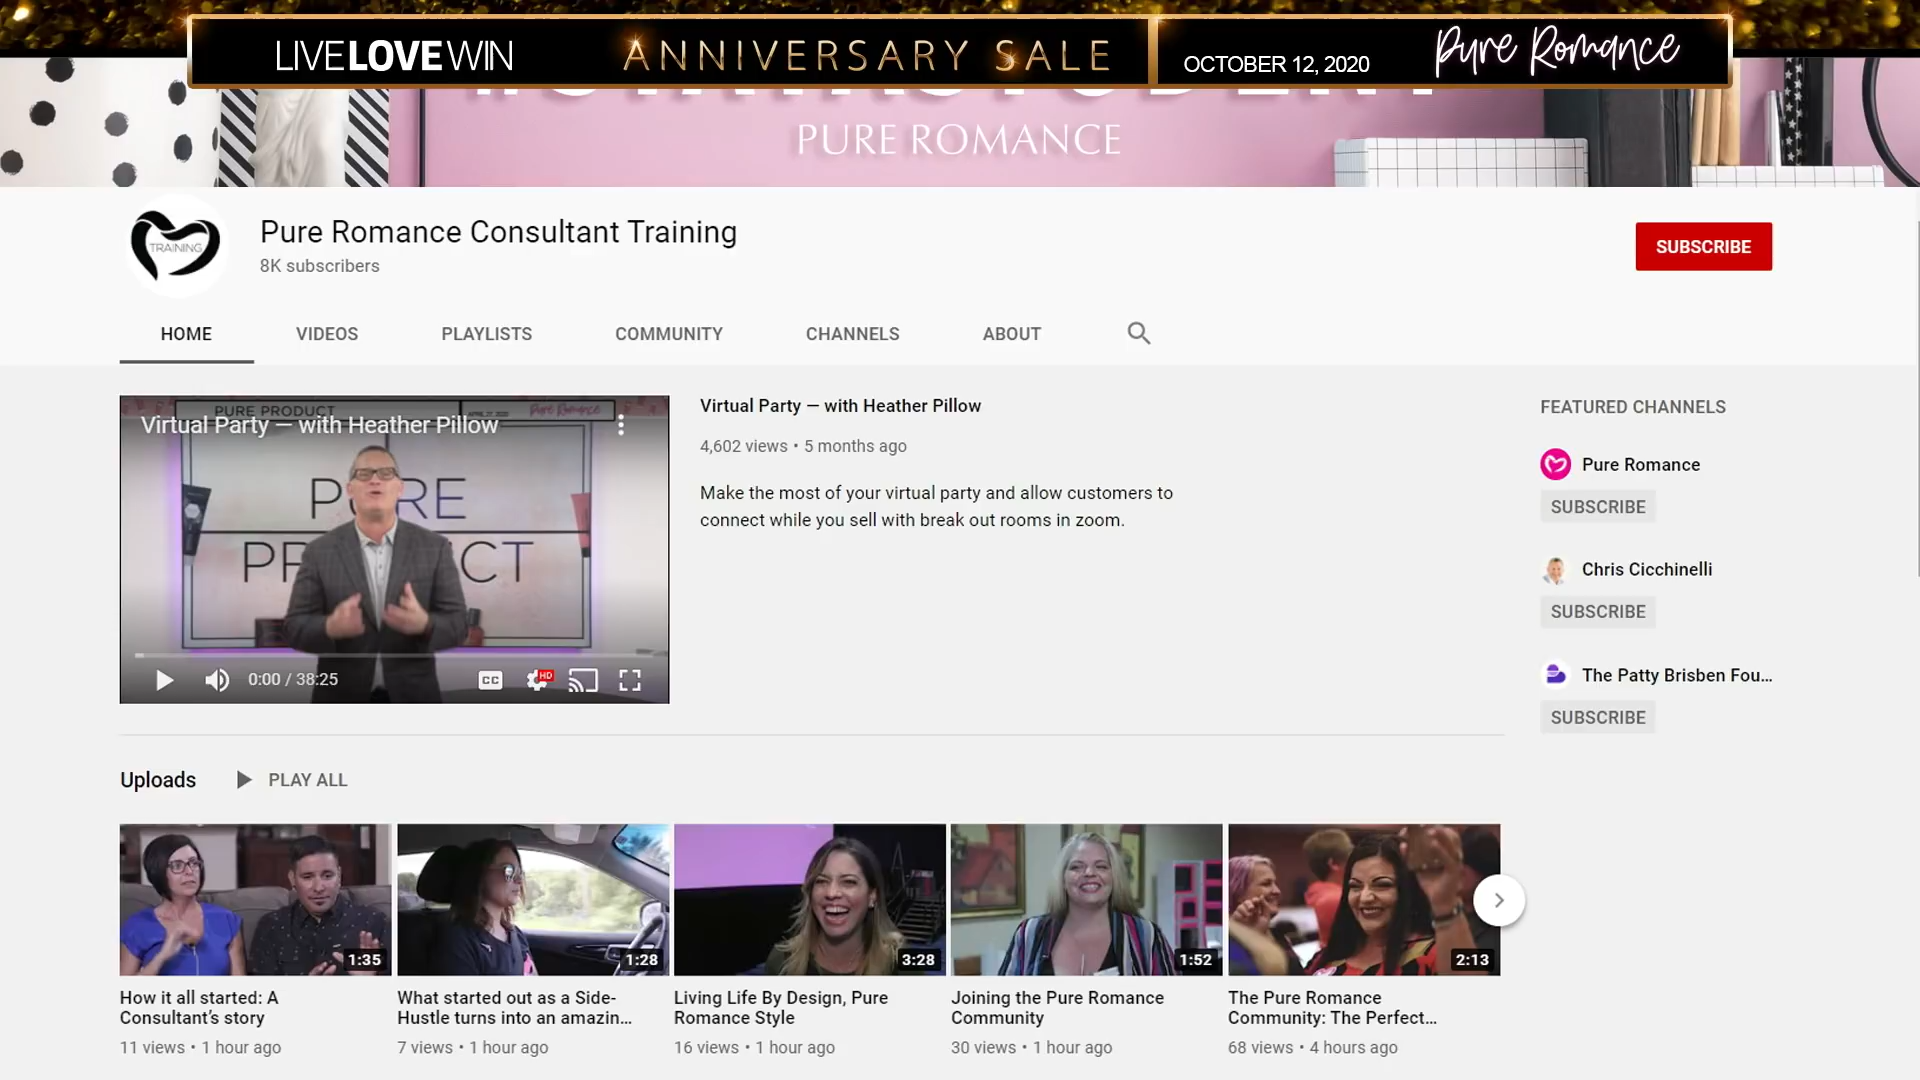 LIVELOVEWIN
ANNIVERSARY SALE
OCTOBER 12, 2020
Pure Romance
PURE ROMANCE
TRAINING
Pure Romance Consultant Training
8K subscribers
SUBSCRIBE
HOME
VIDEOS
PLAYLISTS
COMMUNITY
CHANNELS
ABOUT
PURE PRODUCT
APRIL 27, 2020
Pure Romance
Virtual Party — with Heather Pillow
0:00 / 38:25
CC
HD
Virtual Party — with Heather Pillow
4,602 views • 5 months ago
Make the most of your virtual party and allow customers to
connect while you sell with break out rooms in zoom.
FEATURED CHANNELS
Pure Romance
SUBSCRIBE
Chris Cicchinelli
SUBSCRIBE
The Patty Brisben Fou...
SUBSCRIBE
Uploads
PLAY ALL
1:35
How it all started: A
Consultant’s story
11 views • 1 hour ago
1:28
What started out as a Side-
Hustle turns into an amazin...
7 views • 1 hour ago
3:28
Living Life By Design, Pure
Romance Style
16 views • 1 hour ago
1:52
Joining the Pure Romance
Community
30 views • 1 hour ago
2:13
The Pure Romance
Community: The Perfect...
68 views • 4 hours ago